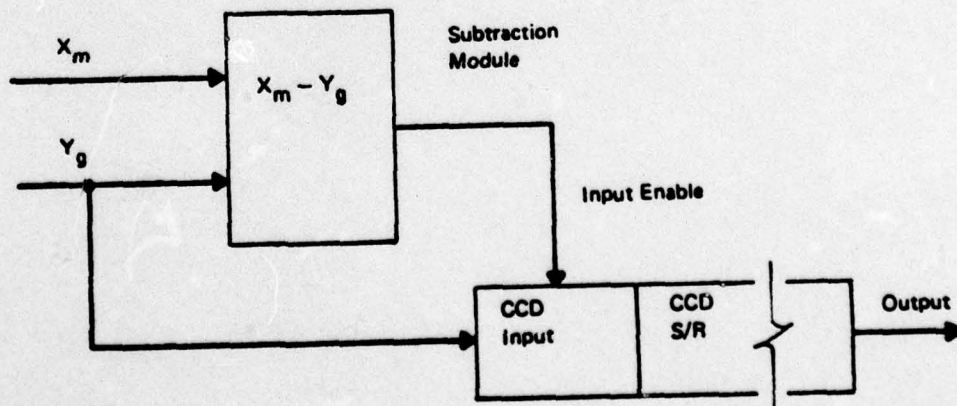 X_m
Subtraction
Module
X_m – Y_g
Y_g
Input Enable
CCD
Input
CCD
S/R
Output